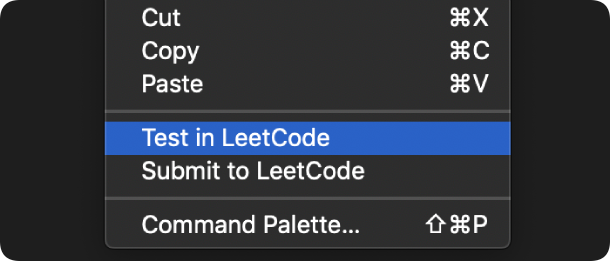 Cut ⌘X
Copy ⌘C
Paste ⌘V
Test in LeetCode
Submit to LeetCode
Command Palette... ⇧⌘P